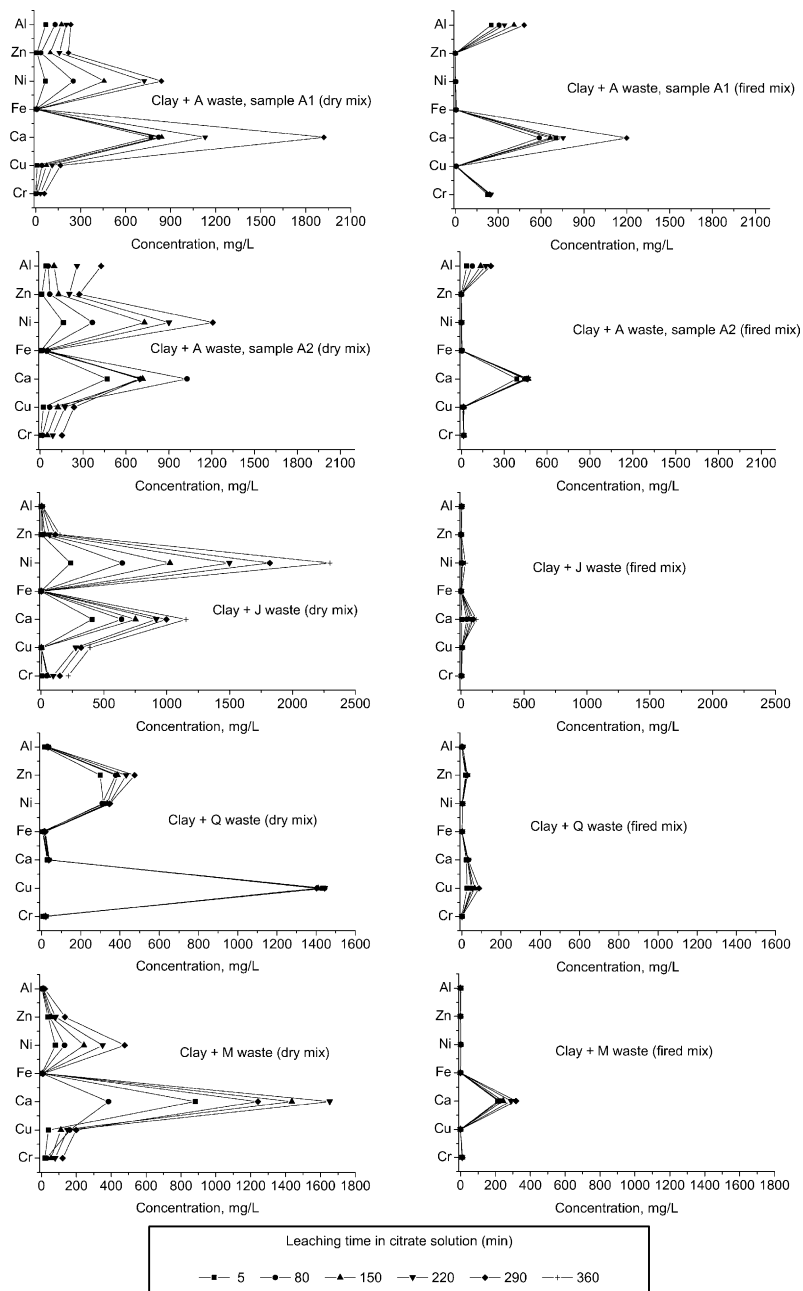 Al
Zn
Ni
Fe
Ca
Cu
Cr
Clay + A waste, sample A1 (dry mix)
0 300 600 900 1200 1500 1800 2100
Concentration, mg/L
Al
Zn
Ni
Fe
Ca
Cu
Cr
Clay + A waste, sample A1 (fired mix)
0 300 600 900 1200 1500 1800 2100
Concentration, mg/L
Al
Zn
Ni
Fe
Ca
Cu
Cr
Clay + A waste, sample A2 (dry mix)
0 300 600 900 1200 1500 1800 2100
Concentration, mg/L
Al
Zn
Ni
Fe
Ca
Cu
Cr
Clay + A waste, sample A2 (fired mix)
0 300 600 900 1200 1500 1800 2100
Concentration, mg/L
Al
Zn
Ni
Fe
Ca
Cu
Cr
Clay + J waste (dry mix)
0 500 1000 1500 2000 2500
Concentration, mg/L
Al
Zn
Ni
Fe
Ca
Cu
Cr
Clay + J waste (fired mix)
0 500 1000 1500 2000 2500
Concentration, mg/L
Al
Zn
Ni
Fe
Ca
Cu
Cr
Clay + Q waste (dry mix)
0 200 400 600 800 1000 1200 1400 1600
Concentration, mg/L
Al
Zn
Ni
Fe
Ca
Cu
Cr
Clay + Q waste (fired mix)
0 200 400 600 800 1000 1200 1400 1600
Concentration, mg/L
Al
Zn
Ni
Fe
Ca
Cu
Cr
Clay + M waste (dry mix)
0 200 400 600 800 1000 1200 1400 1600 1800
Concentration, mg/L
Al
Zn
Ni
Fe
Ca
Cu
Cr
Clay + M waste (fired mix)
0 200 400 600 800 1000 1200 1400 1600 1800
Concentration, mg/L
Leaching time in citrate solution (min)
5 80 150 220 290 360